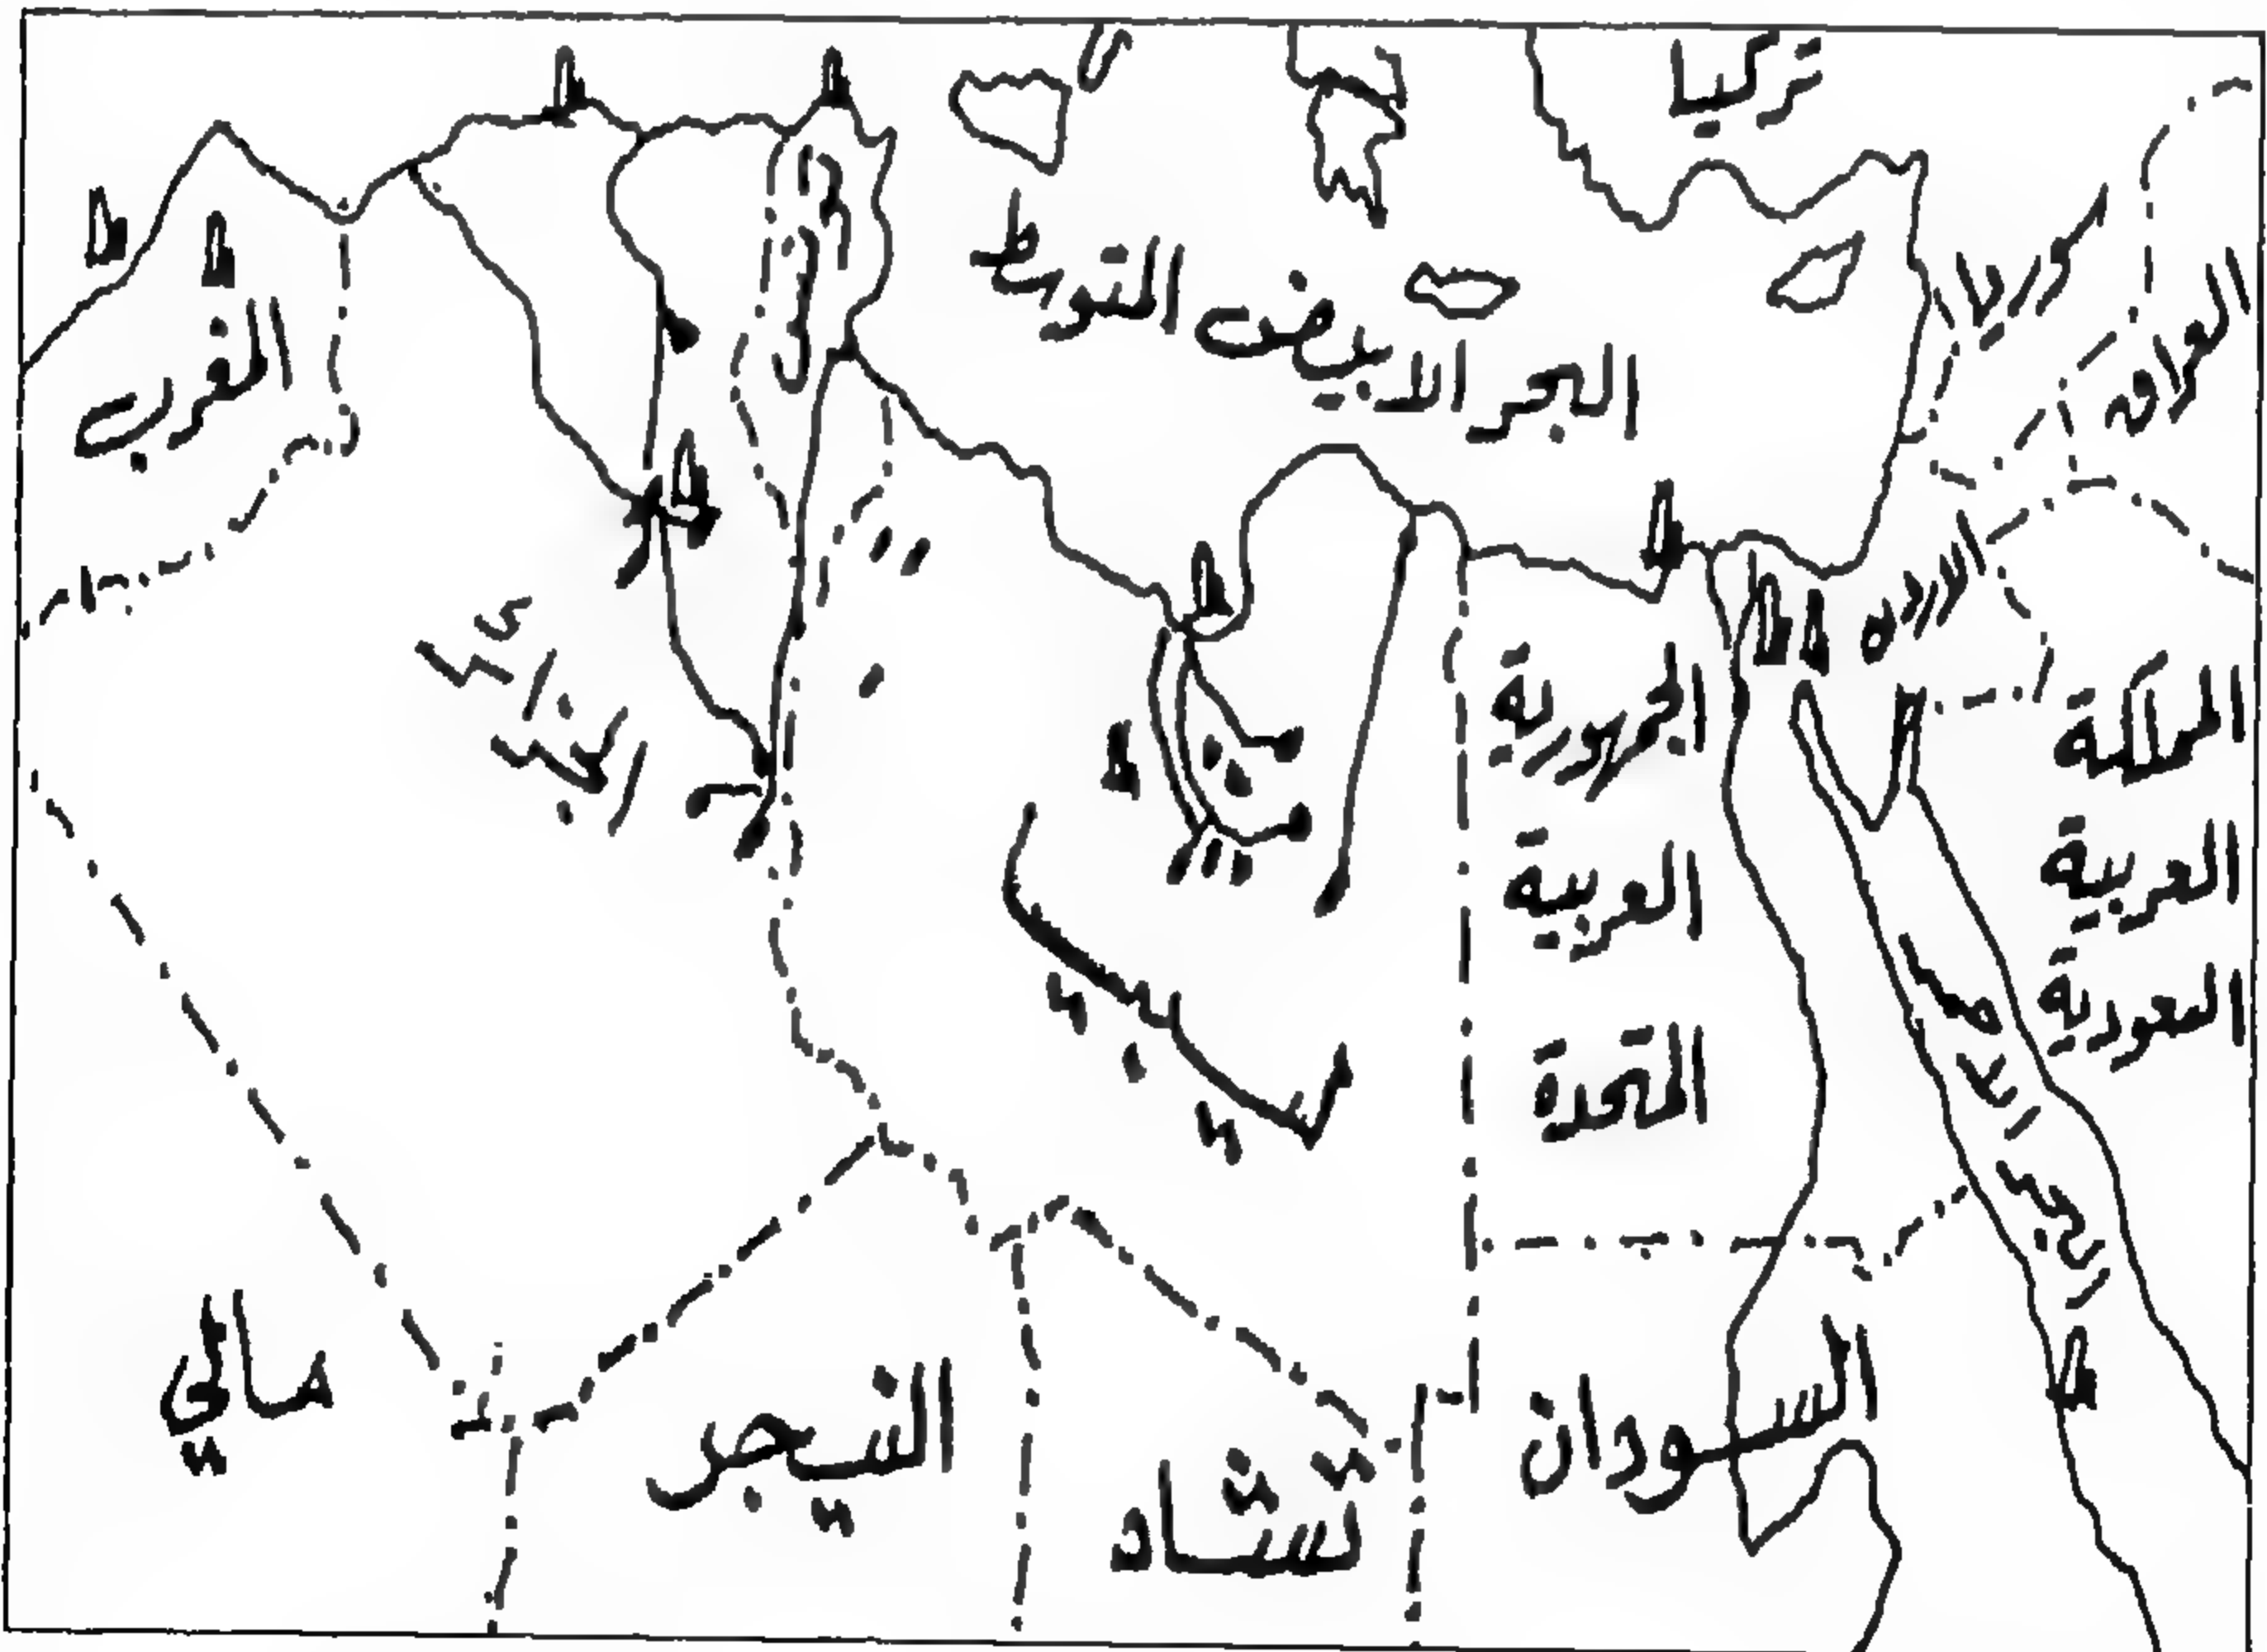 تركيا
سوريا
العراق
تونس
المغرب
البحر الابيض المتوسط
الاردن
الجزائر
ليبيا
الجمهورية
العربية
المتحدة
المملكة
العربية
السعودية
البحر الاحمر
مالي
النيجر
تشاد
السودان